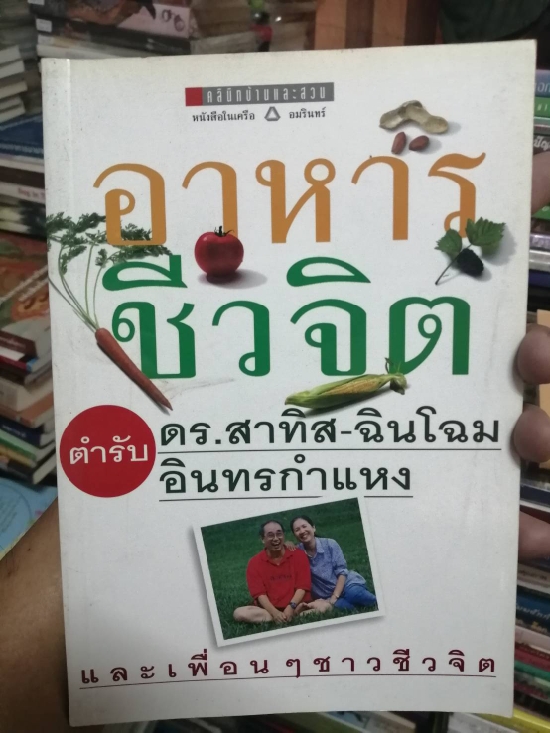 คลินิกบ้านและสวน
หนังสือในเครือ อมรินทร์
อาหาร
ชีวจิต
ตำรับ
ดร.สาทิส-ฉินโฉม
อินทรกำแหง
และเพื่อนๆชาวชีวจิต